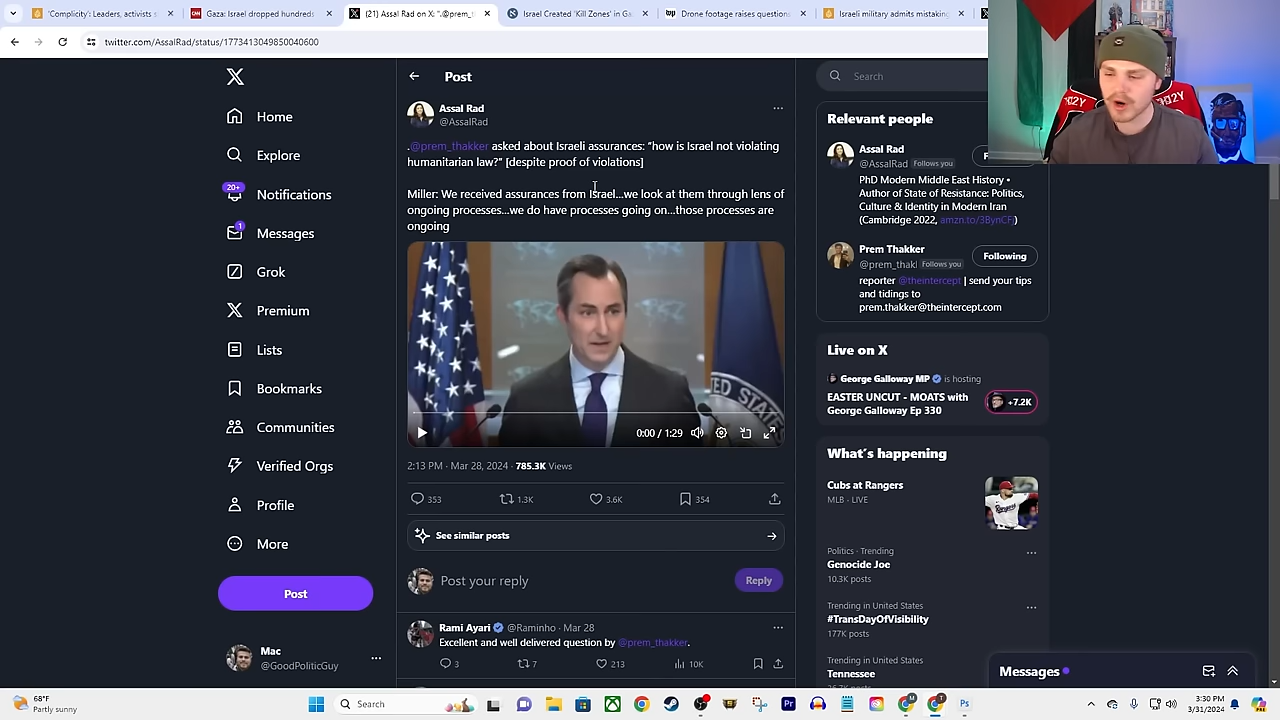 'Complicity's Leaders, activists s
Gaza: Israel dropped hundreds
(21) Assal Rad on X: ".@prem_t
Israel Created 'Kill Zones' in
Drone footage raises questions
Israeli military admits mistaking
twitter.com/AssalRad/status/1773413049850040600
Post
Search
Home
Explore
20+
Notifications
1
Messages
Grok
Premium
Lists
Bookmarks
Communities
Verified Orgs
Profile
More
Post
Mac
@GoodPoliticGuy
Assal Rad
@AssalRad
.@prem_thakker asked about Israeli assurances: "how is Israel not violating
humanitarian law?" [despite proof of violations]
Miller: We received assurances from Israel...we look at them through lens of
ongoing processes...we do have processes going on...those processes are
ongoing
0:00 / 1:29
2:13 PM · Mar 28, 2024 · 785.3K Views
353
1.3K
3.6K
354
See similar posts
Post your reply
Reply
Rami Ayari @Raminho · Mar 28
Excellent and well delivered question by @prem_thakker.
3
7
213
10K
Relevant people
Assal Rad
@AssalRad Follows you
PhD Modern Middle East History •
Author of State of Resistance: Politics,
Culture & Identity in Modern Iran
(Cambridge 2022, amzn.to/3BynCFj)
Prem Thakker
@prem_thakl Follows you
Following
reporter @theintercept | send your tips
and tidings to
prem.thakker@theintercept.com
Live on X
George Galloway MP is hosting
EASTER UNCUT - MOATS with
George Galloway Ep 330
+7.2K
What's happening
Cubs at Rangers
MLB · LIVE
Politics · Trending
Genocide Joe
10.3K posts
Trending in United States
#TransDayOfVisibility
177K posts
Trending in United States
Tennessee
Messages
68°F
Partly sunny
Search
3:30 PM
3/31/2024